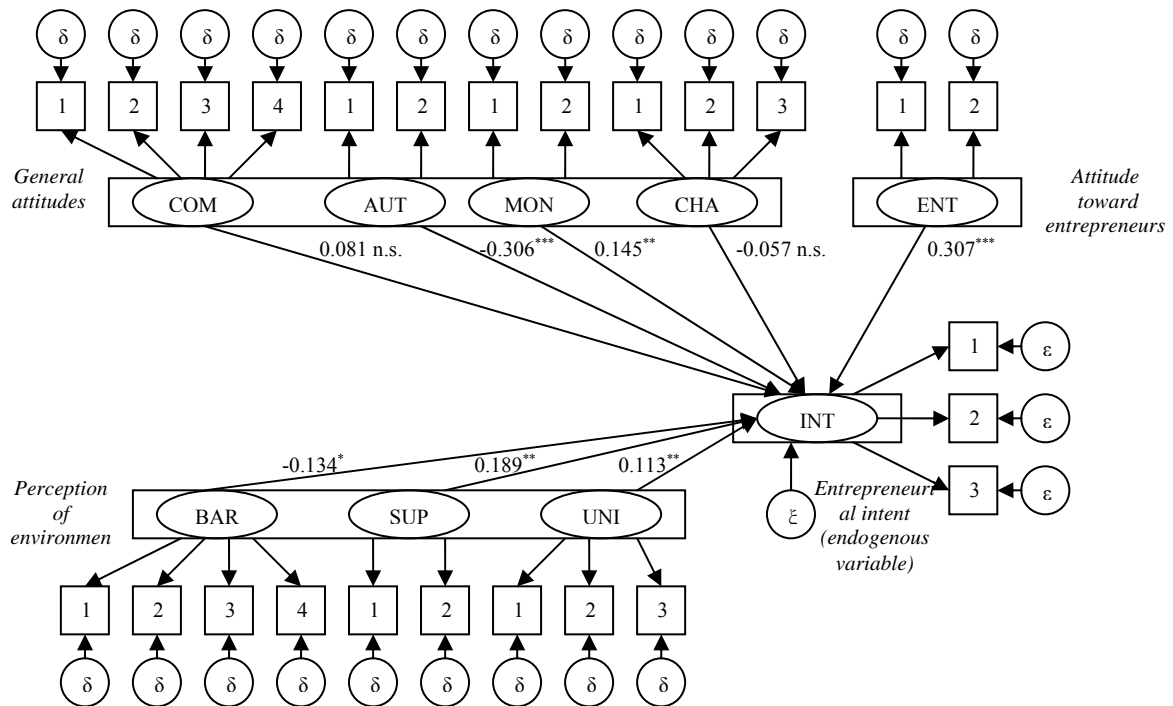 δ δ δ δ δ δ δ δ δ δ δ δ δ
1 2 3 4 1 2 1 2 1 2 3 1 2
General
attitudes
COM AUT MON CHA ENT
Attitude
toward
entrepreneurs
0.081 n.s. -0.306*** 0.145** -0.057 n.s. 0.307***
1 ε
INT 2 ε
3 ε
-0.134* 0.189** 0.113**
Perception
of
environmen
BAR SUP UNI
ξ
Entrepreneuri
al intent
(endogenous
variable)
1 2 3 4 1 2 1 2 3
δ δ δ δ δ δ δ δ δ